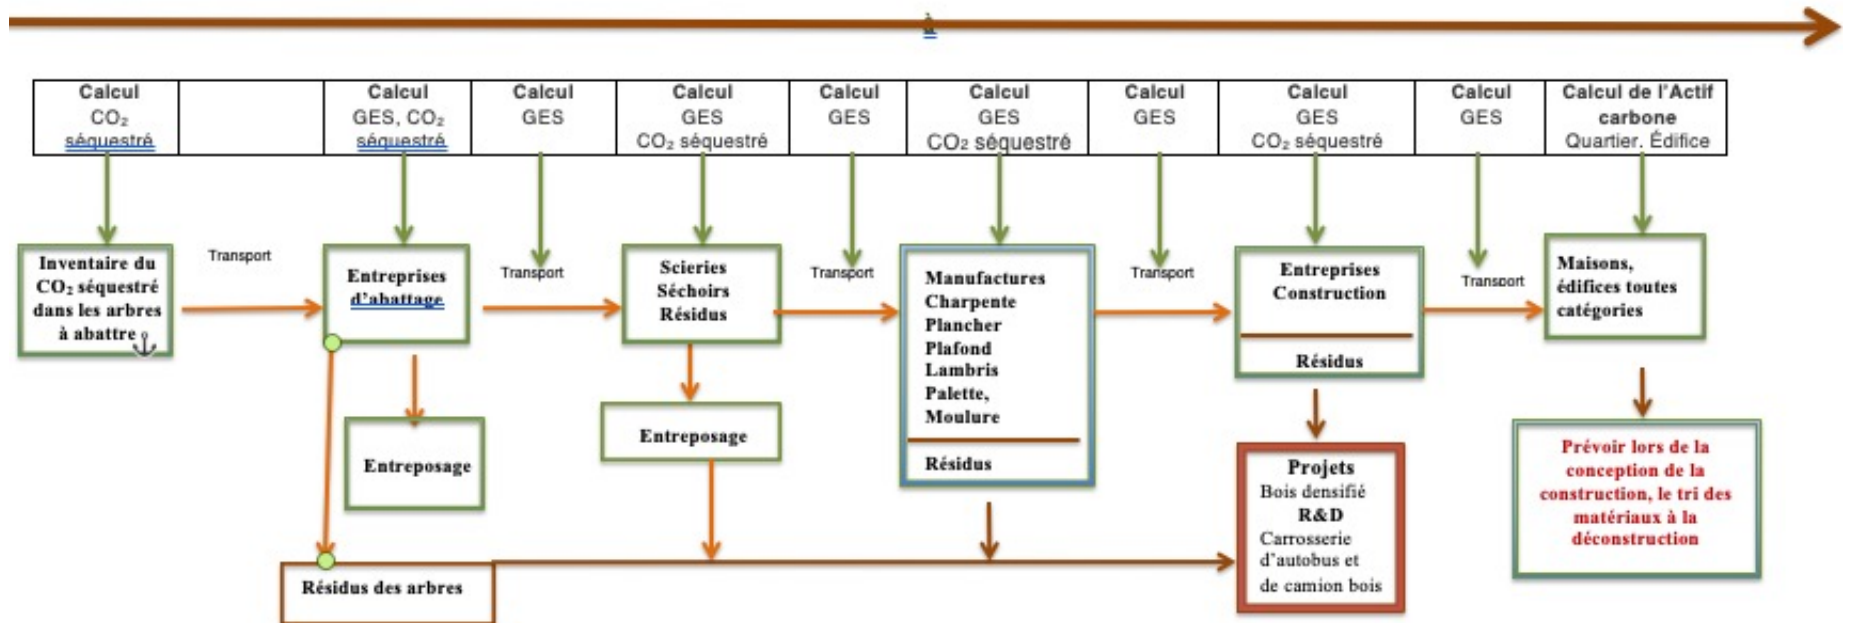 à
Calcul
CO₂
séquestré
Calcul
GES, CO₂
séquestré
Calcul
GES
Calcul
GES
CO₂ séquestré
Calcul
GES
Calcul
GES
CO₂ séquestré
Calcul
GES
Calcul
GES
CO₂ séquestré
Calcul
GES
Calcul de l'Actif
carbone
Quartier. Édifice
Inventaire du
CO₂ séquestré
dans les arbres
à abattre
Transport
Entreprises
d'abattage
Transport
Scieries
Séchoirs
Résidus
Transport
Manufactures
Charpente
Plancher
Plafond
Lambris
Palette,
Moulure
Résidus
Transport
Entreprises
Construction
Résidus
Transport
Maisons,
édifices toutes
catégories
Entreposage
Entreposage
Résidus des arbres
Projets
Bois densifié
R&D
Carrosserie
d'autobus et
de camion bois
Prévoir lors de la
conception de la
construction, le tri des
matériaux à la
déconstruction